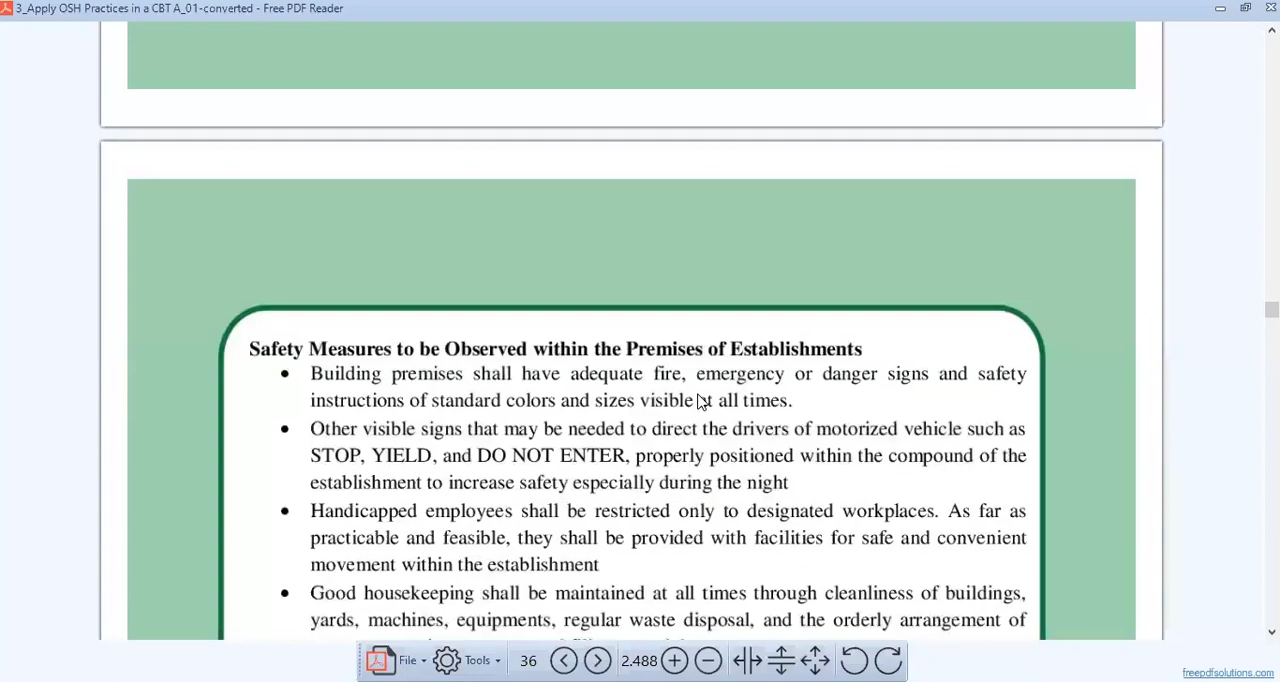 3_Apply OSH Practices in a CBT A_01-converted - Free PDF Reader
Safety Measures to be Observed within the Premises of Establishments
• Building premises shall have adequate fire, emergency or danger signs and safety
instructions of standard colors and sizes visible at all times.
• Other visible signs that may be needed to direct the drivers of motorized vehicle such as
STOP, YIELD, and DO NOT ENTER, properly positioned within the compound of the
establishment to increase safety especially during the night
• Handicapped employees shall be restricted only to designated workplaces. As far as
practicable and feasible, they shall be provided with facilities for safe and convenient
movement within the establishment
• Good housekeeping shall be maintained at all times through cleanliness of buildings,
yards, machines, equipments, regular waste disposal, and the orderly arrangement of
File Tools 36 2.488
freepdfsolutions.com